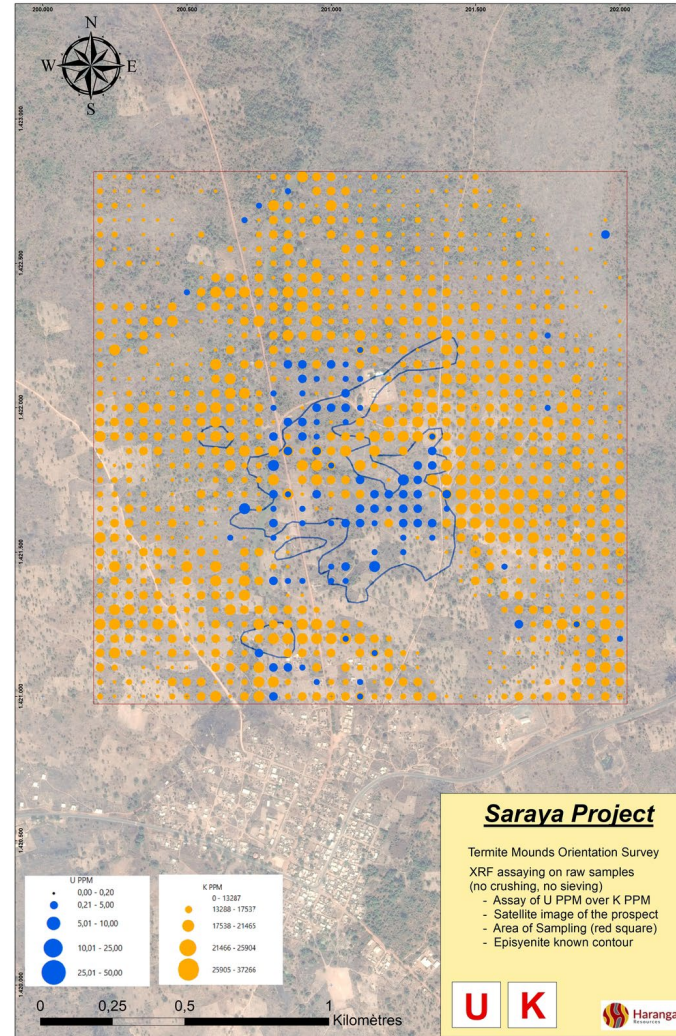 200.000 200.500 201.000 201.500 202.000
N
W E
S
1.423.000
1.422.500
1.422.000
1.421.500
1.421.000
1.420.500
1.420.000
U PPM
0,00 - 0,20
0,21 - 5,00
5,01 - 10,00
10,01 - 25,00
25,01 - 50,00
K PPM
0 - 13287
13288 - 17537
17538 - 21465
21466 - 25904
25905 - 37266
0 0,25 0,5 1
Kilomètres
Saraya Project
Termite Mounds Orientation Survey
XRF assaying on raw samples
(no crushing, no sieving)
- Assay of U PPM over K PPM
- Satellite image of the prospect
- Area of Sampling (red square)
- Episyenite known contour
U K
Haranga
Resources